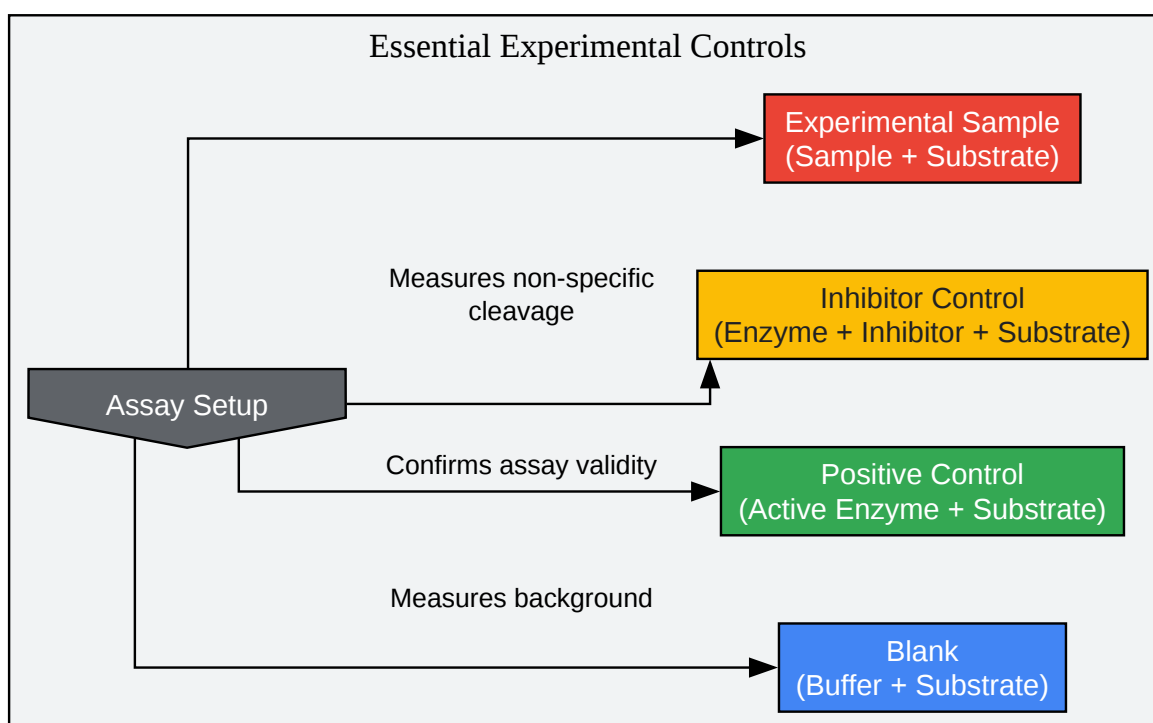 Essential Experimental Controls
Experimental Sample
(Sample + Substrate)
Measures non-specific
cleavage
Inhibitor Control
(Enzyme + Inhibitor + Substrate)
Assay Setup
Confirms assay validity
Positive Control
(Active Enzyme + Substrate)
Measures background
Blank
(Buffer + Substrate)